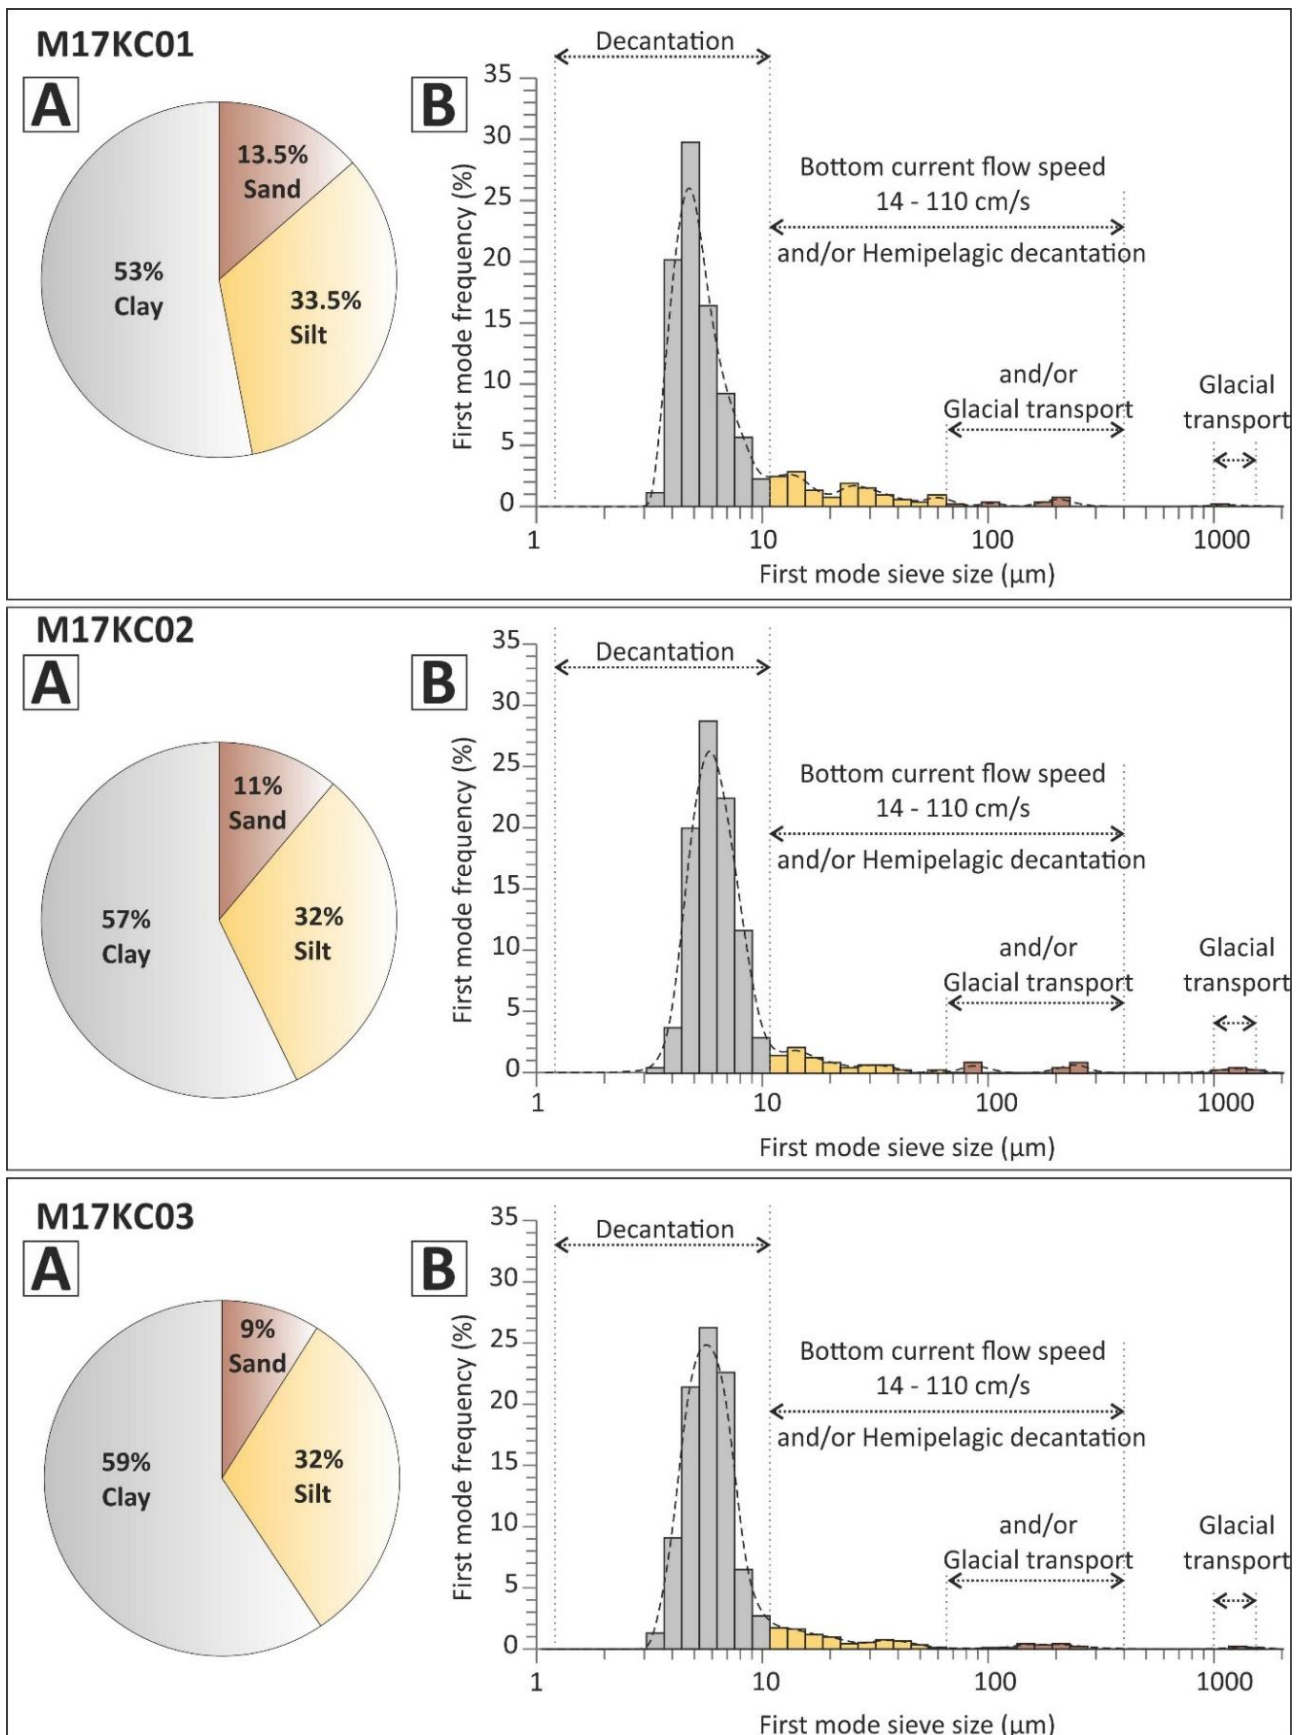 M17KC01
A
13.5%
Sand
53%
Clay
33.5%
Silt
B
Decantation
First mode frequency (%)
35
30
25
20
15
10
5
0
Bottom current flow speed
14 - 110 cm/s
and/or Hemipelagic decantation
and/or
Glacial transport
Glacial
transport
1
10
100
1000
First mode sieve size (µm)
M17KC02
A
11%
Sand
57%
Clay
32%
Silt
B
Decantation
First mode frequency (%)
35
30
25
20
15
10
5
0
Bottom current flow speed
14 - 110 cm/s
and/or Hemipelagic decantation
and/or
Glacial transport
Glacial
transport
1
10
100
1000
First mode sieve size (µm)
M17KC03
A
9%
Sand
59%
Clay
32%
Silt
B
Decantation
First mode frequency (%)
35
30
25
20
15
10
5
0
Bottom current flow speed
14 - 110 cm/s
and/or Hemipelagic decantation
and/or
Glacial transport
Glacial
transport
1
10
100
1000
First mode sieve size (µm)